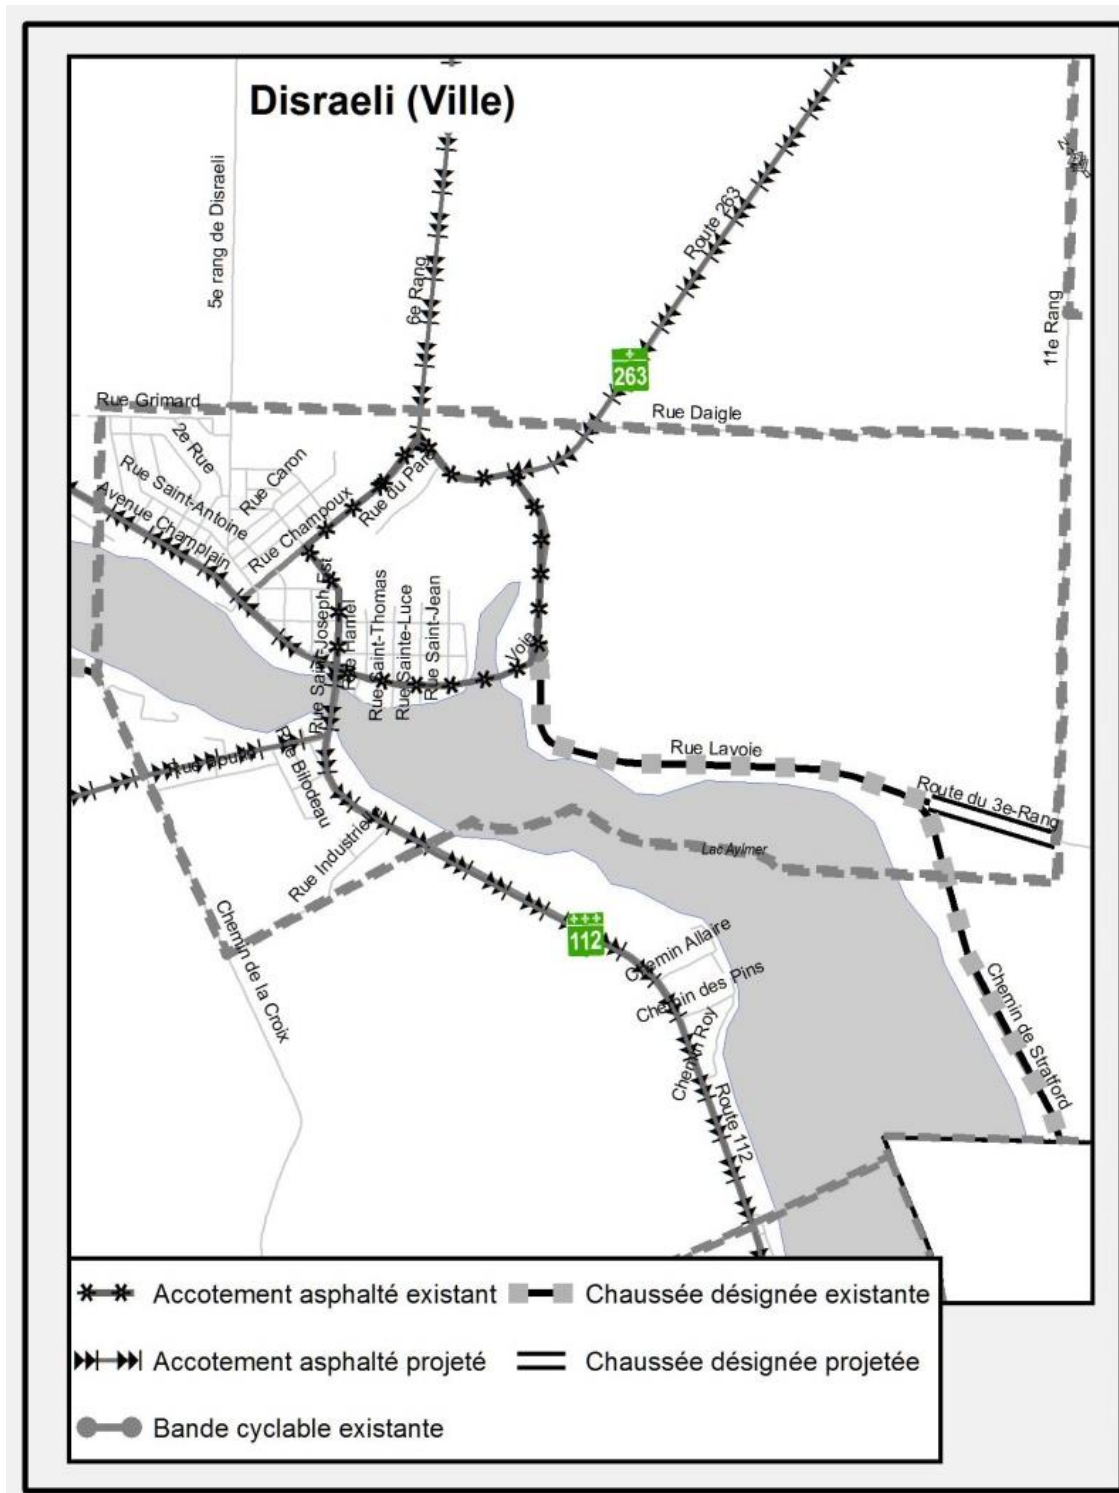 Disraeli (Ville)
5e rang de Disraeli
6e Rang
Route 263
263
11e Rang
Rue Grimard
Rue Daigle
2e Rue
Rue Saint-Antoine
Rue Caron
Avenue Champlain
Rue Champoux
Rue du Parc
Rue Saint-Joseph Est
Rue Hamel
Rue Saint-Thomas
Rue Sainte-Luce
Rue Saint-Jean
Voie
Rue Lavoie
Route du 3e-Rang
Rue Bilodeau
Rue Industrielle
Lac Aylmer
112
Chemin de la Croix
Chemin Allaire
Chemin des Pins
Chemin Roy
Route 112
Chemin de Stratford
Accotement asphalté existant
Chaussée désignée existante
Accotement asphalté projeté
Chaussée désignée projetée
Bande cyclable existante